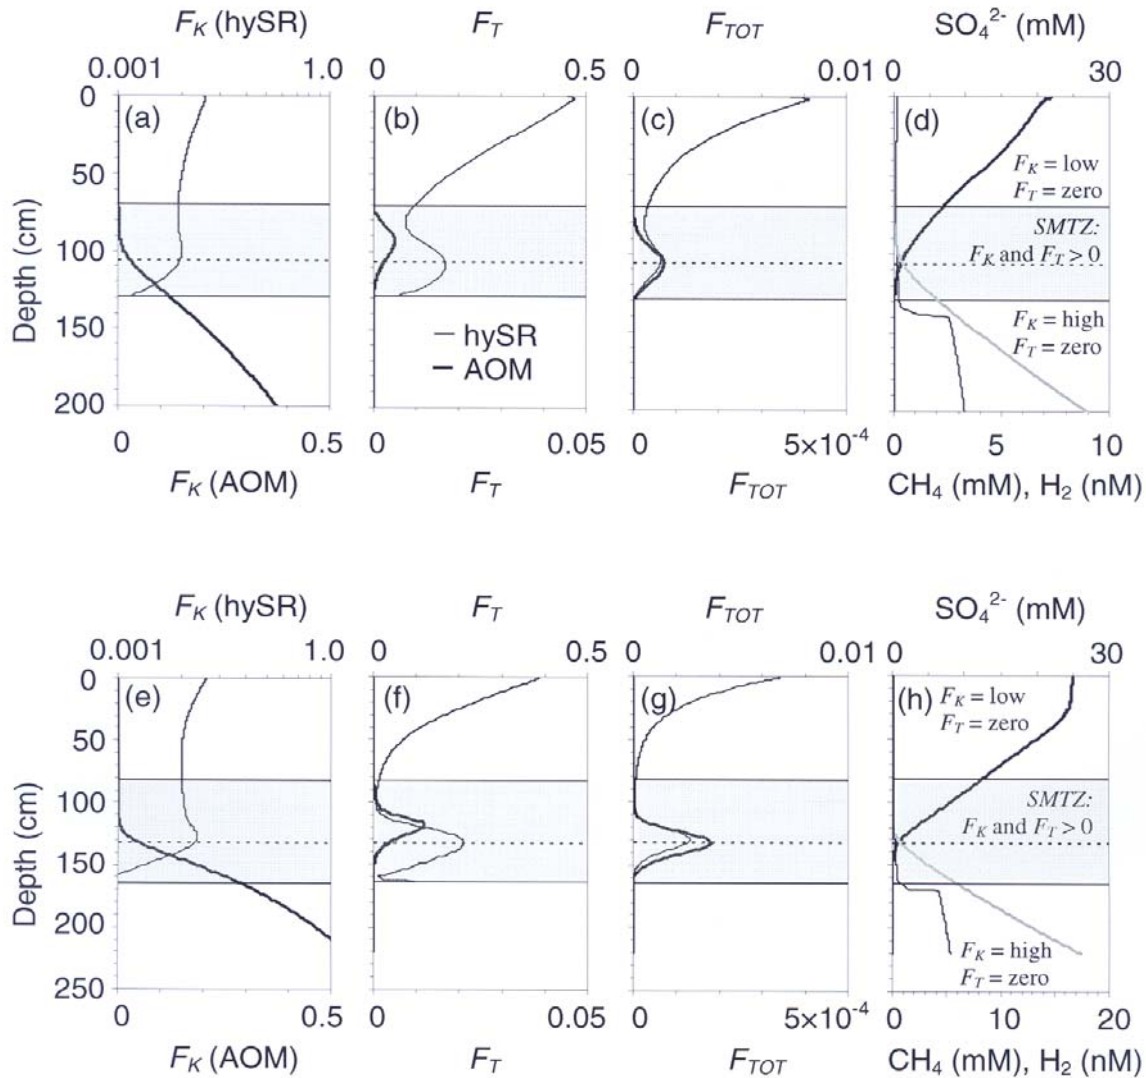 F_K (hySR) F_T F_TOT SO₄²⁻ (mM)
0.001 1.0 0 0.5 0 0.01 0 30
0 (a) (b) (c) (d)
50 F_K = low
F_T = zero
100 SMTZ:
F_K and F_T > 0
150 hySR F_K = high
AOM F_T = zero
200
Depth (cm)
0 0.5 0 0.05 0 5×10⁻⁴ 0 5 10
F_K (AOM) F_T F_TOT CH₄ (mM), H₂ (nM)
F_K (hySR) F_T F_TOT SO₄²⁻ (mM)
0.001 1.0 0 0.5 0 0.01 0 30
0 (e) (f) (g) (h) F_K = low
F_T = zero
50
100 SMTZ:
F_K and F_T > 0
150
200 F_K = high
F_T = zero
250
Depth (cm)
0 0.5 0 0.05 0 5×10⁻⁴ 0 10 20
F_K (AOM) F_T F_TOT CH₄ (mM), H₂ (nM)